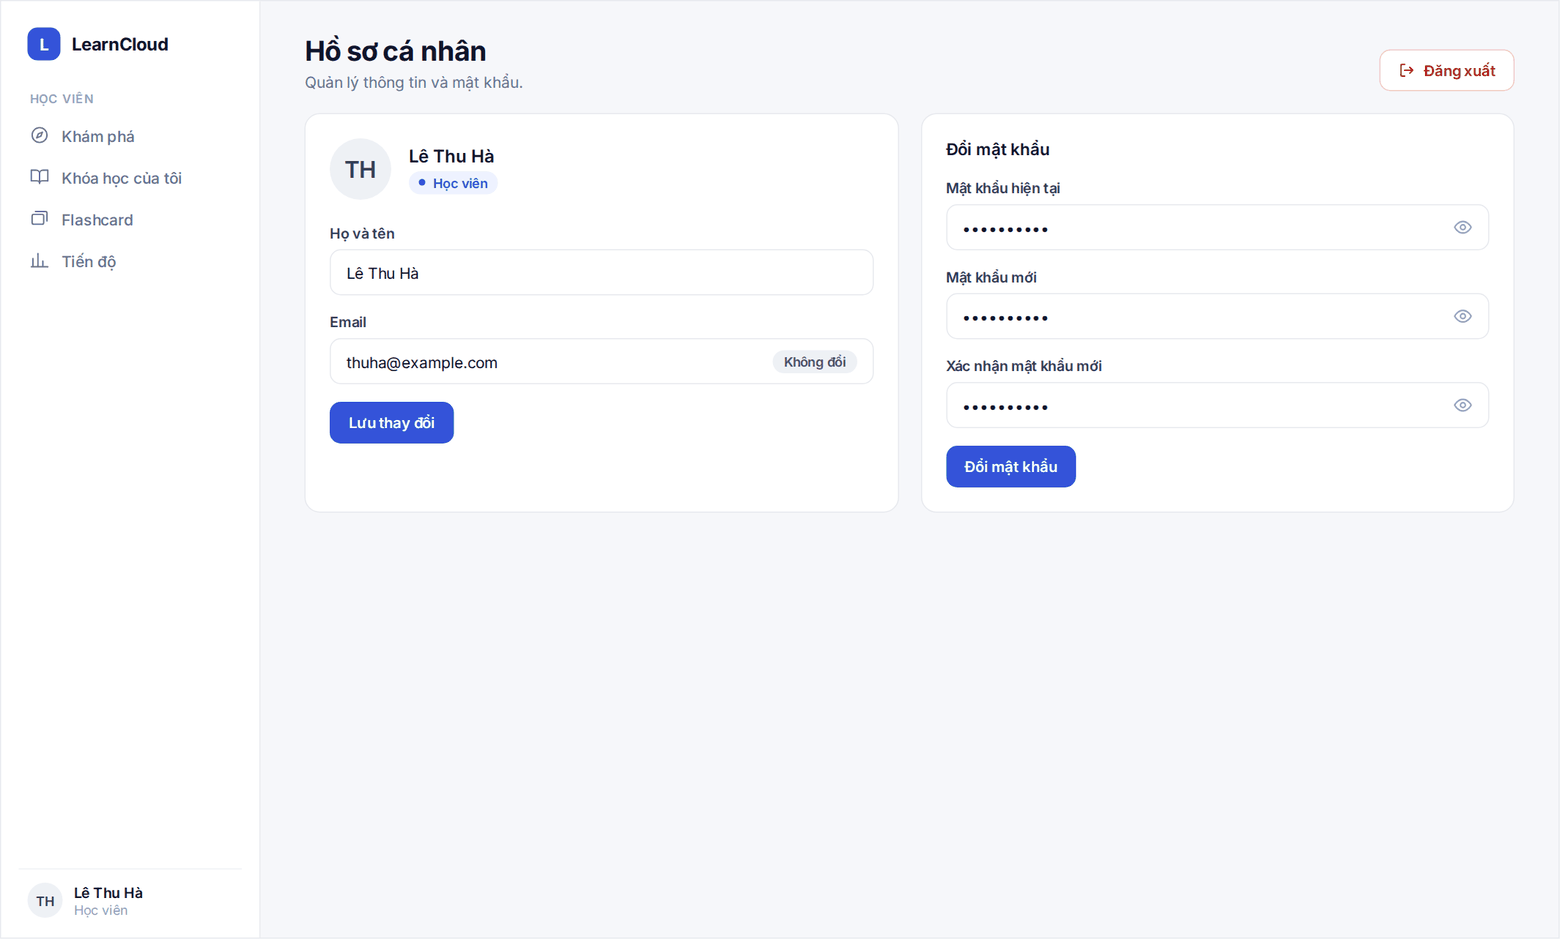 L LearnCloud
HỌC VIÊN
Khám phá
Khóa học của tôi
Flashcard
Tiến độ
TH Lê Thu Hà
Học viên
Hồ sơ cá nhân
Quản lý thông tin và mật khẩu.
Đăng xuất
TH Lê Thu Hà
Học viên
Họ và tên
Lê Thu Hà
Email
thuha@example.com Không đổi
Lưu thay đổi
Đổi mật khẩu
Mật khẩu hiện tại
••••••••••
Mật khẩu mới
••••••••••
Xác nhận mật khẩu mới
••••••••••
Đổi mật khẩu